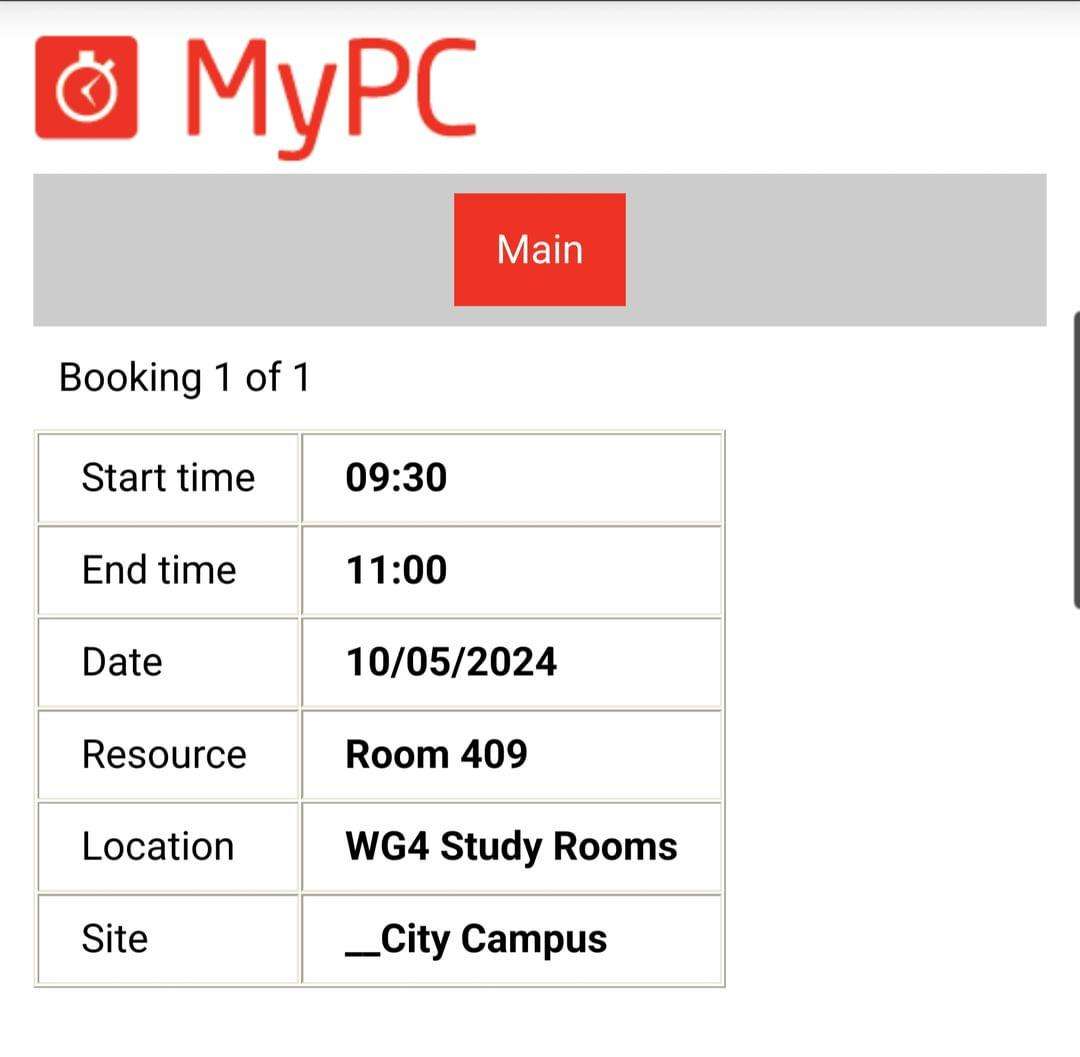 MyPC
Main
Booking 1 of 1
Start time 09:30
End time 11:00
Date 10/05/2024
Resource Room 409
Location WG4 Study Rooms
Site __City Campus